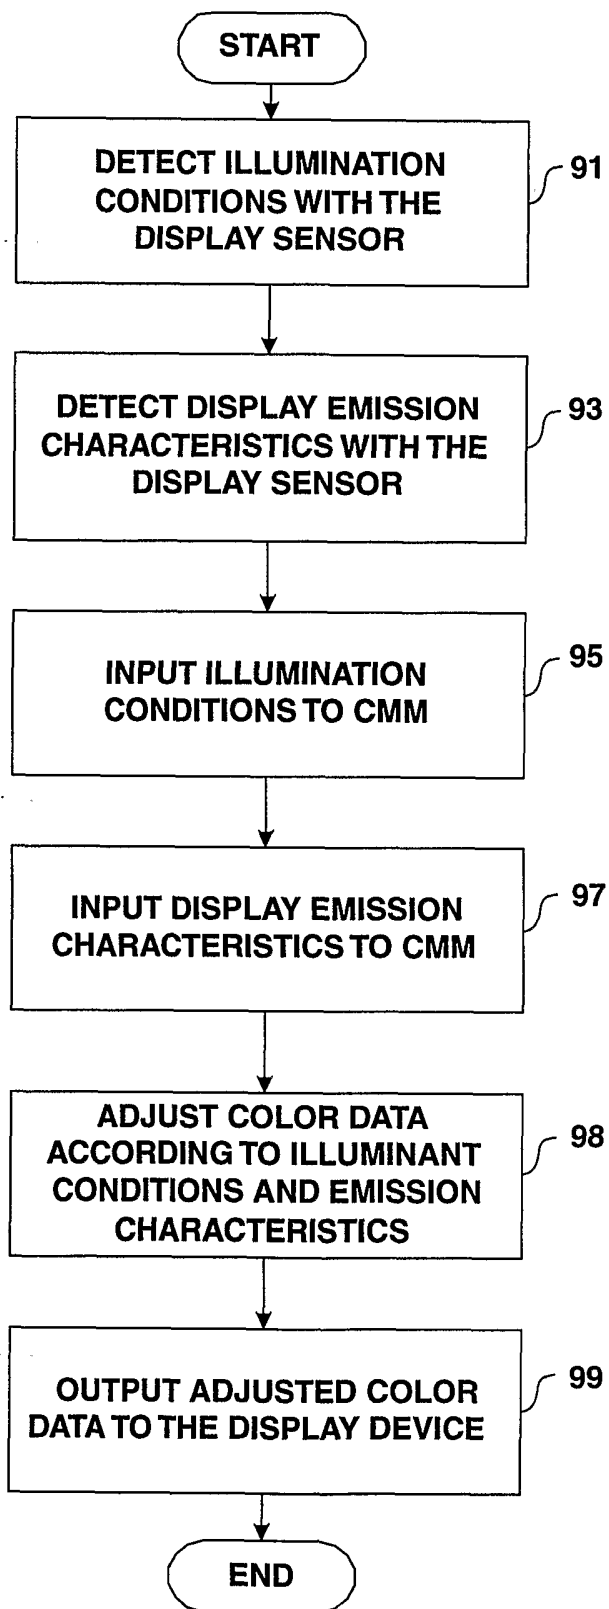 START
DETECT ILLUMINATION
CONDITIONS WITH THE
DISPLAY SENSOR
91
DETECT DISPLAY EMISSION
CHARACTERISTICS WITH THE
DISPLAY SENSOR
93
INPUT ILLUMINATION
CONDITIONS TO CMM
95
INPUT DISPLAY EMISSION
CHARACTERISTICS TO CMM
97
ADJUST COLOR DATA
ACCORDING TO ILLUMINANT
CONDITIONS AND EMISSION
CHARACTERISTICS
98
OUTPUT ADJUSTED COLOR
DATA TO THE DISPLAY DEVICE
99
END